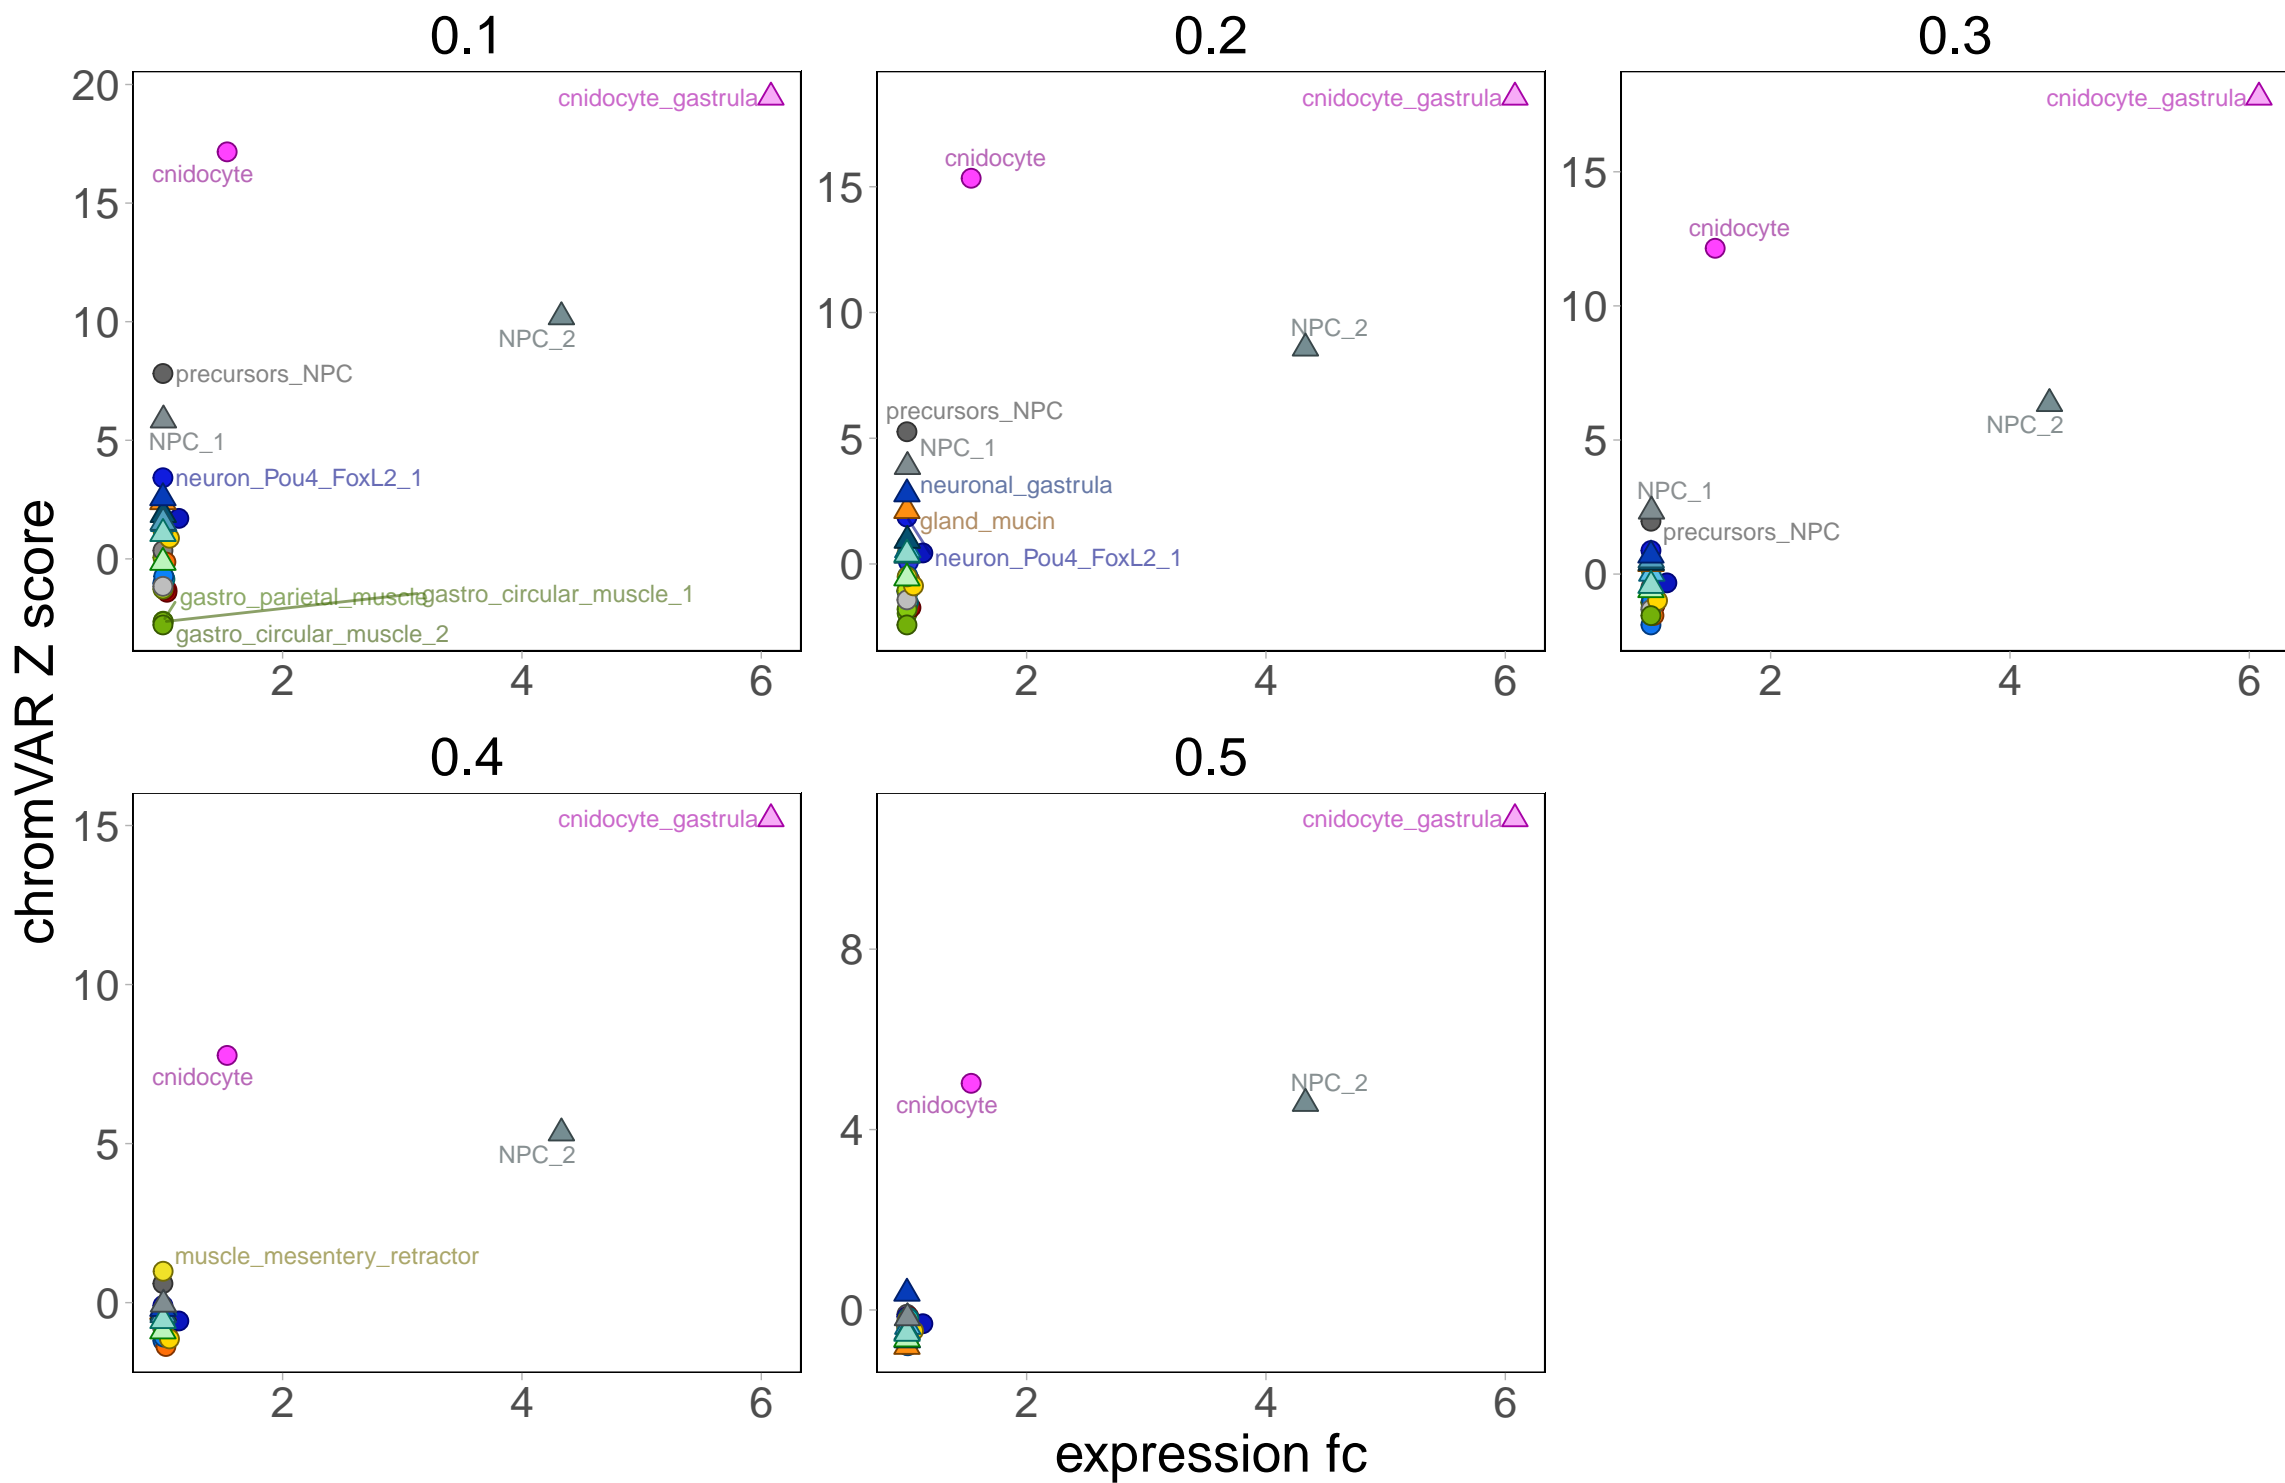 0.1
0.2
0.3
20
15
10
5
0
cnidocyte_gastrula
cnidocyte
NPC_2
precursors_NPC
NPC_1
neuron_Pou4_FoxL2_1
gastro_parietal_muscle
gastro_circular_muscle_1
gastro_circular_muscle_2
2
4
6
15
10
5
0
cnidocyte_gastrula
cnidocyte
NPC_2
precursors_NPC
NPC_1
neuronal_gastrula
gland_mucin
neuron_Pou4_FoxL2_1
2
4
6
15
10
5
0
cnidocyte_gastrula
cnidocyte
NPC_2
NPC_1
precursors_NPC
2
4
6
chromVAR Z score
0.4
0.5
15
10
5
0
cnidocyte_gastrula
cnidocyte
NPC_2
muscle_mesentery_retractor
2
4
6
8
4
0
cnidocyte_gastrula
NPC_2
cnidocyte
2
4
6
expression fc